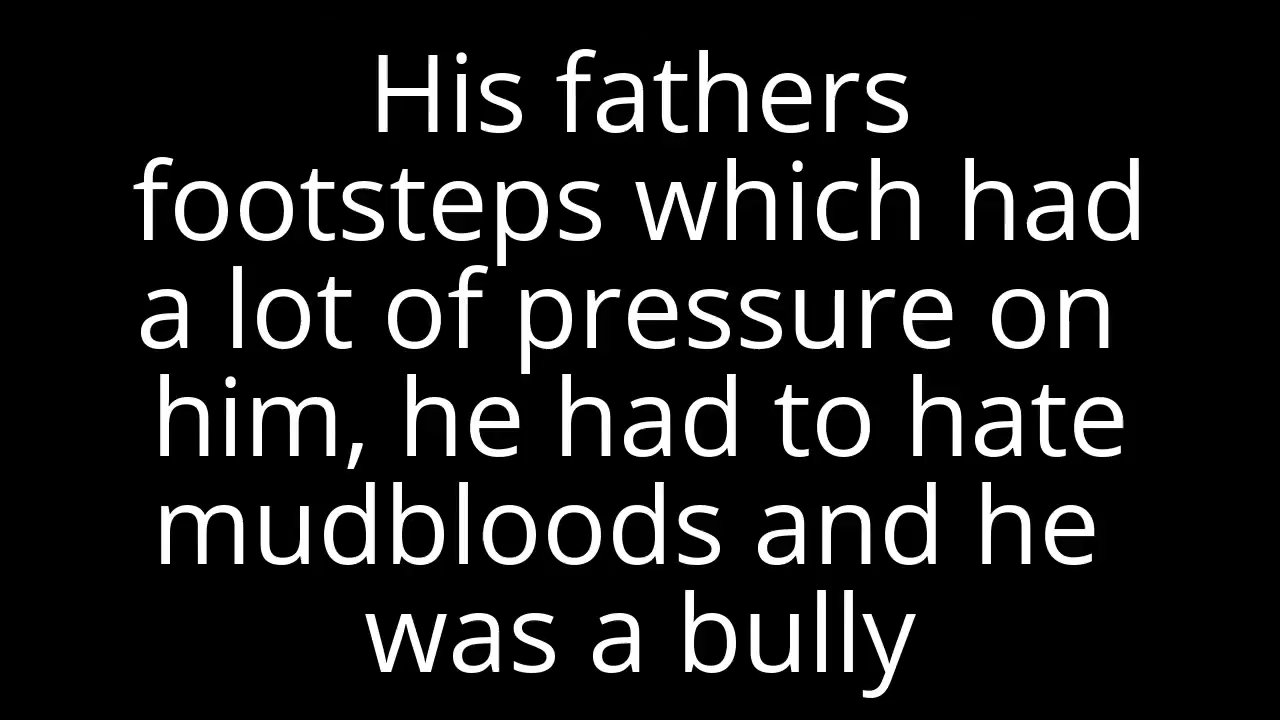 His fathers
footsteps which had
a lot of pressure on
him, he had to hate
mudbloods and he
was a bully